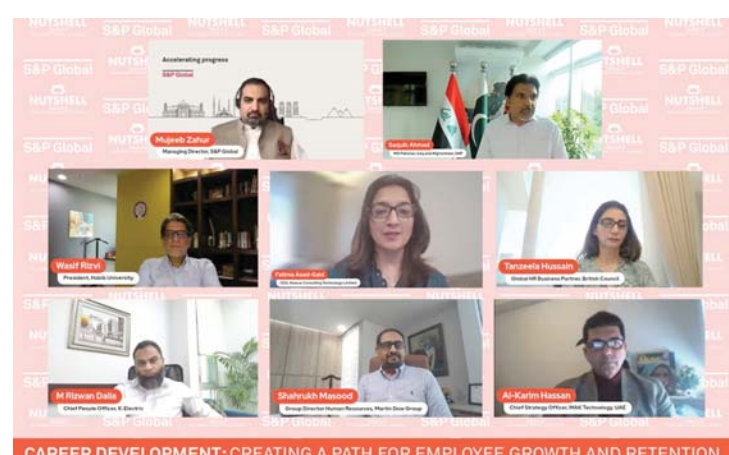 Accelerating progress
S&P Global
Mujeeb Zahur
Managing Director, S&P Global
Saquib Ahmad
Wasif Rizvi
President, Habib University
Fatima Asad-Said
Tanzeela Hussain
Global HR Business Partner, British Council
M Rizwan Dalia
Chief People Officer, K-Electric
Shahrukh Masood
Group Director Human Resources, Martin Dow Group
Al-Karim Hassan
Chief Strategy Officer, MAK Technology, UAE
NUTSHELL
S&P Global
CAREER DEVELOPMENT: CREATING A PATH FOR EMPLOYEE GROWTH AND RETENTION